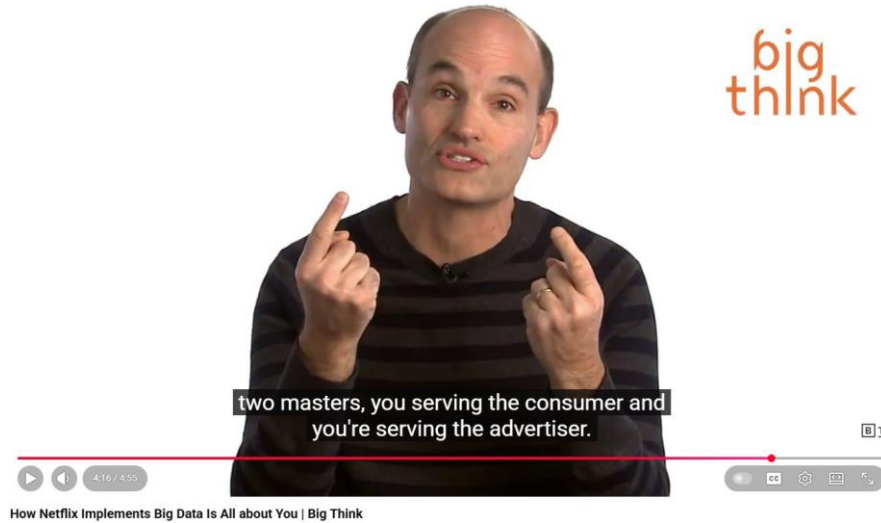 big
think
two masters, you serving the consumer and
you're serving the advertiser.
4:16 / 4:55
CC
How Netflix Implements Big Data Is All about You | Big Think